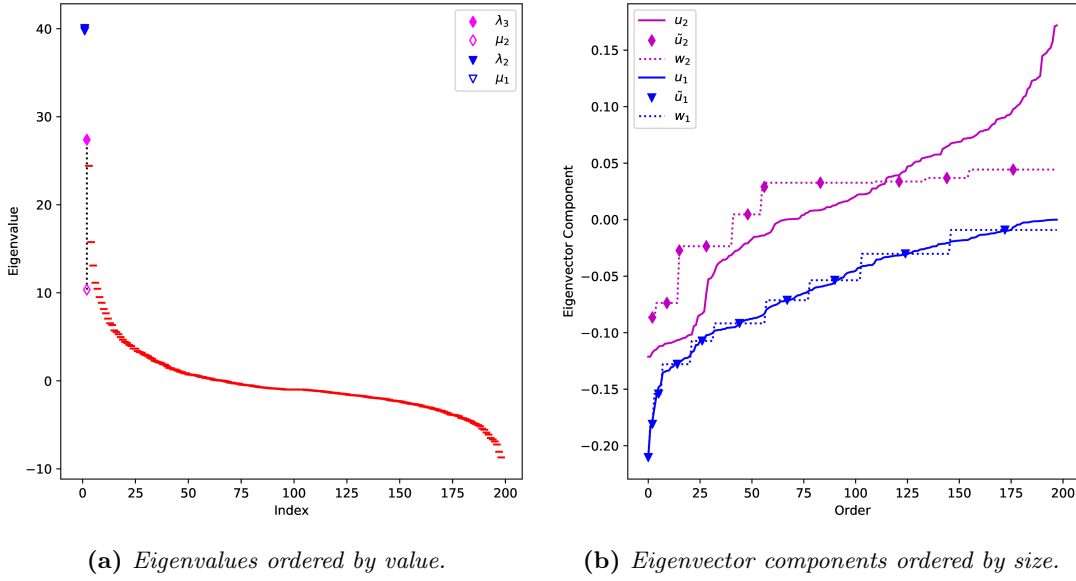 40
30
20
10
0
−10
Eigenvalue
0
25
50
75
100
125
150
175
200
Index
λ₃
μ₂
λ₂
μ₁
(a) Eigenvalues ordered by value.
0.15
0.10
0.05
0.00
−0.05
−0.10
−0.15
−0.20
Eigenvector Component
0
25
50
75
100
125
150
175
200
Order
u₂
ũ₂
w₂
u₁
ũ₁
w₁
(b) Eigenvector components ordered by size.